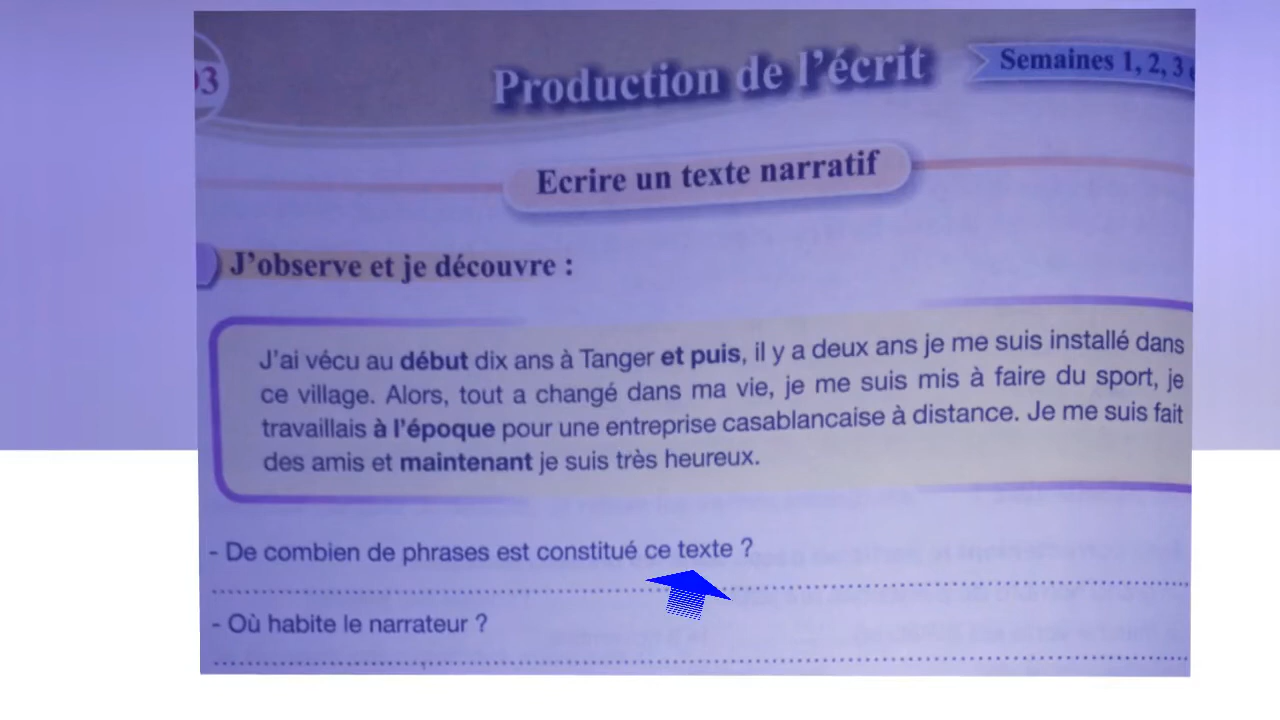 03
Production de l'écrit
Semaines 1, 2, 3
Ecrire un texte narratif
J'observe et je découvre :
J'ai vécu au début dix ans à Tanger et puis, il y a deux ans je me suis installé dans
ce village. Alors, tout a changé dans ma vie, je me suis mis à faire du sport, je
travaillais à l'époque pour une entreprise casablancaise à distance. Je me suis fait
des amis et maintenant je suis très heureux.
- De combien de phrases est constitué ce texte ?
- Où habite le narrateur ?